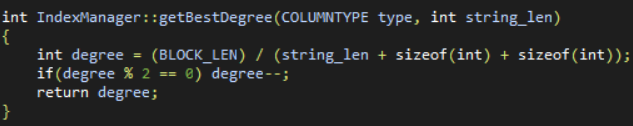 int IndexManager::getBestDegree(COLUMNTYPE type, int string_len)
{
    int degree = (BLOCK_LEN) / (string_len + sizeof(int) + sizeof(int));
    if(degree % 2 == 0) degree--;
    return degree;
}